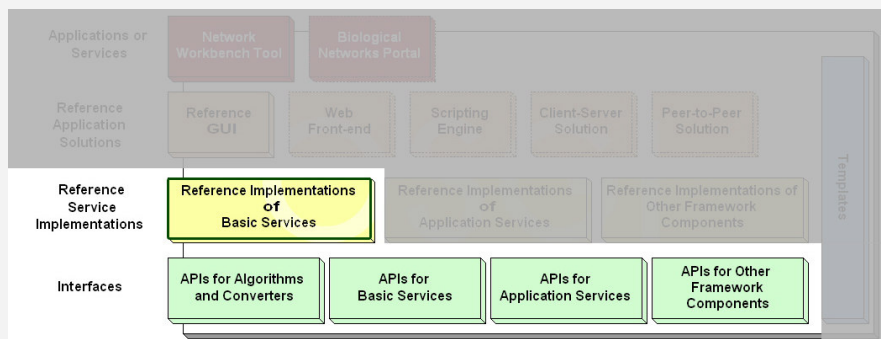 Applications or
Services
Network
Workbench Tool
Biological
Networks Portal
Reference
Application
Solutions
Reference
GUI
Web
Front-end
Scripting
Engine
Client-Server
Solution
Peer-to-Peer
Solution
Templates
Reference
Service
Implementations
Reference Implementations
of
Basic Services
Reference Implementations
of
Application Services
Reference Implementations of
Other Framework
Components
Interfaces
APIs for Algorithms
and Converters
APIs for
Basic Services
APIs for
Application Services
APIs for Other
Framework
Components